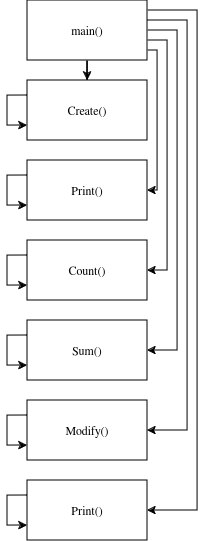 main()
Create()
Print()
Count()
Sum()
Modify()
Print()